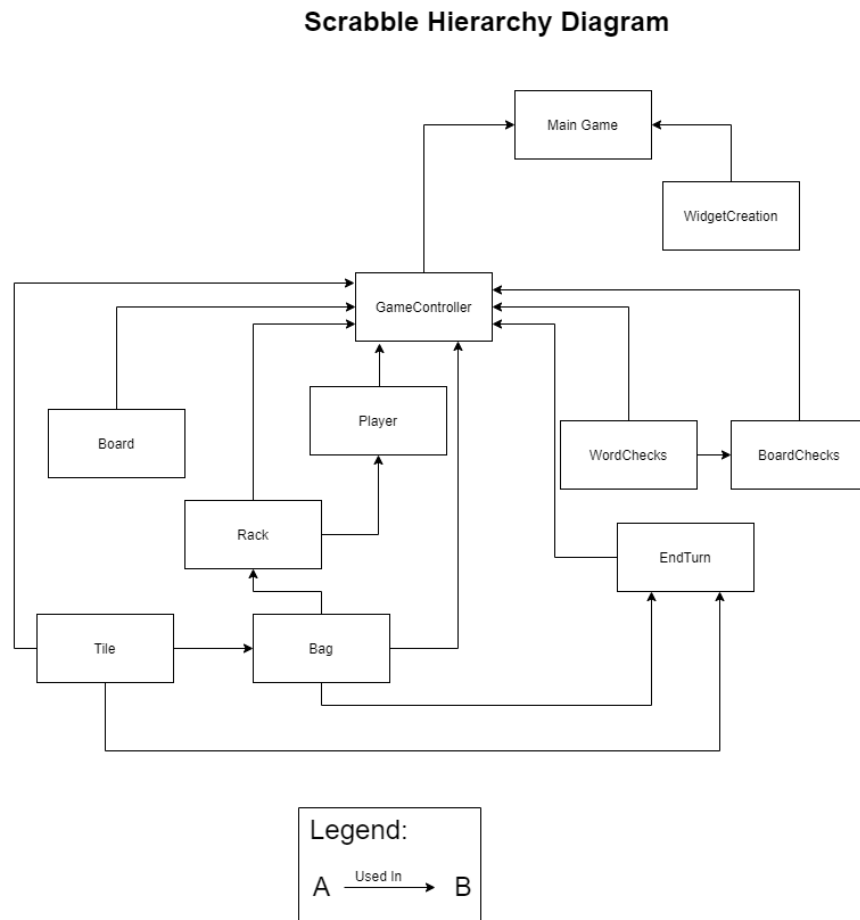 Scrabble Hierarchy Diagram
Main Game
WidgetCreation
GameController
Player
Board
WordChecks
BoardChecks
Rack
EndTurn
Tile
Bag
Legend:
A Used In B